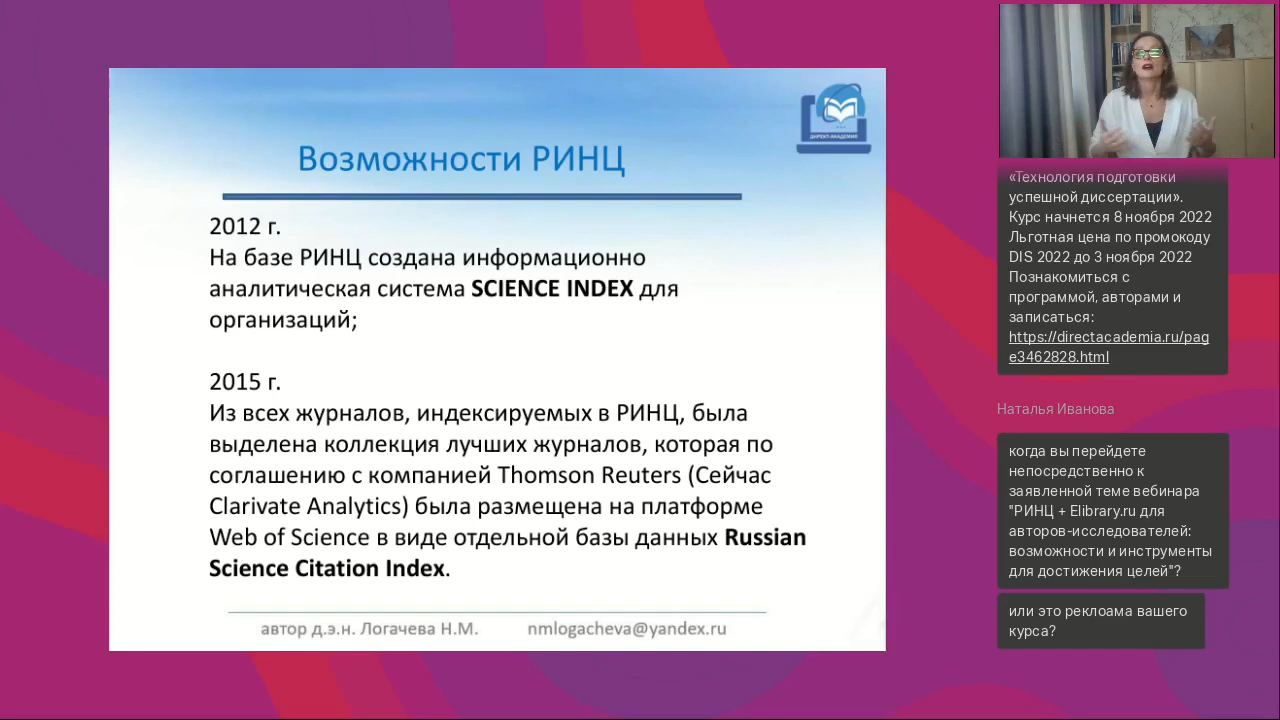 ДИРЕКТ-АКАДЕМИЯ
Возможности РИНЦ
2012 г.
На базе РИНЦ создана информационно
аналитическая система SCIENCE INDEX для
организаций;
2015 г.
Из всех журналов, индексируемых в РИНЦ, была
выделена коллекция лучших журналов, которая по
соглашению с компанией Thomson Reuters (Сейчас
Clarivate Analytics) была размещена на платформе
Web of Science в виде отдельной базы данных Russian
Science Citation Index.
автор д.э.н. Логачева Н.М. nmlogacheva@yandex.ru
«Технология подготовки
успешной диссертации».
Курс начнется 8 ноября 2022
Льготная цена по промокоду
DIS 2022 до 3 ноября 2022
Познакомиться с
программой, авторами и
записаться:
https://directacademia.ru/pag
e3462828.html
Наталья Иванова
когда вы перейдете
непосредственно к
заявленной теме вебинара
"РИНЦ + Elibrary.ru для
авторов-исследователей:
возможности и инструменты
для достижения целей"?
или это реклоама вашего
курса?